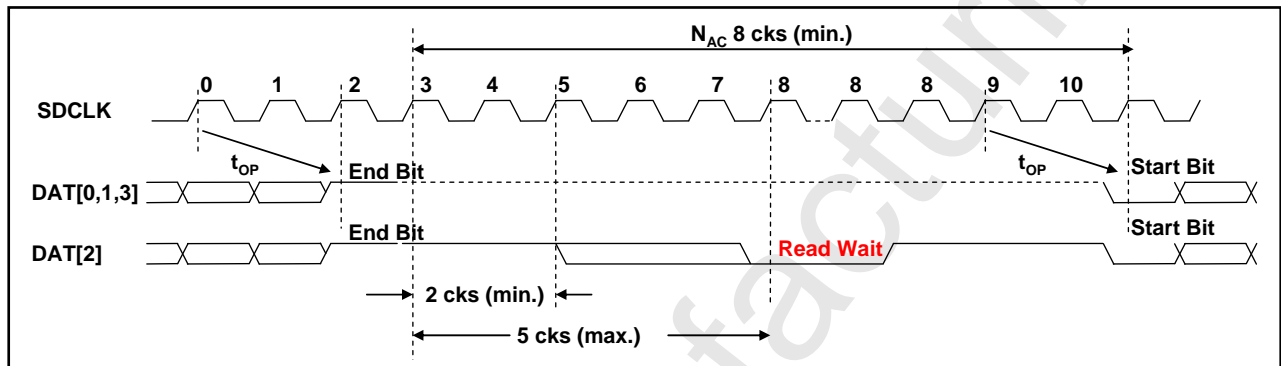 N_AC 8 cks (min.)
0 1 2 3 4 5 6 7 8 8 8 9 10
SDCLK
t_OP End Bit t_OP Start Bit
DAT[0,1,3]
End Bit Start Bit
DAT[2] Read Wait
2 cks (min.)
5 cks (max.)